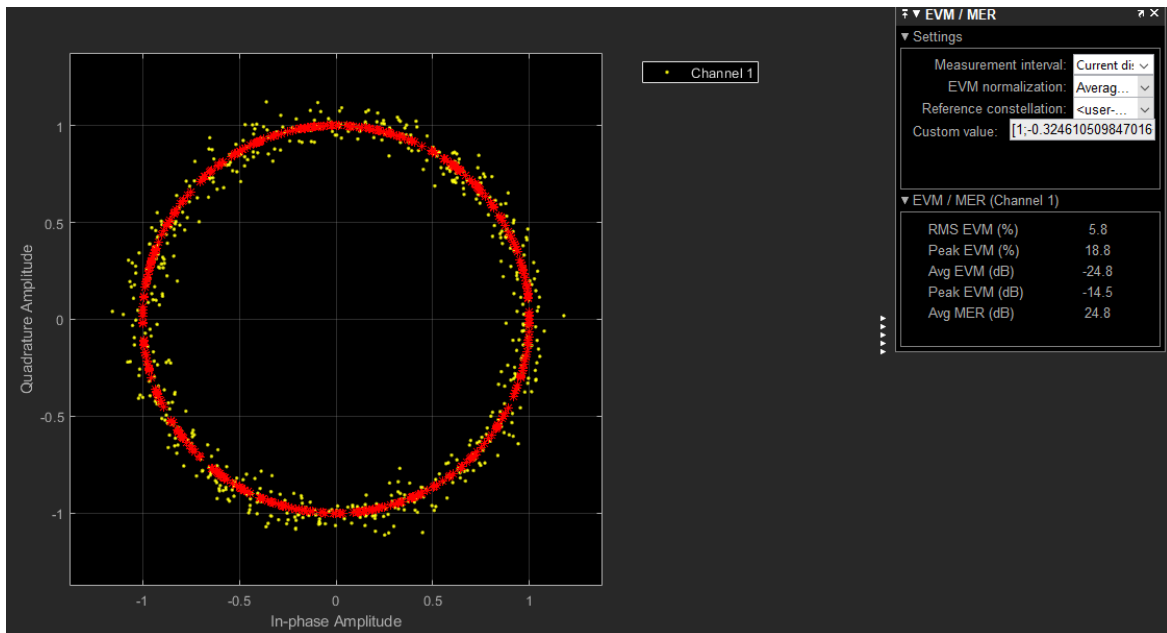 EVM / MER
Settings
Measurement interval: Current di
EVM normalization: Averag...
Reference constellation: <user-...
Custom value: [1;-0.324610509847016
EVM / MER (Channel 1)
RMS EVM (%) 5.8
Peak EVM (%) 18.8
Avg EVM (dB) -24.8
Peak EVM (dB) -14.5
Avg MER (dB) 24.8
Channel 1
Quadrature Amplitude
1
0.5
0
-0.5
-1
-1 -0.5 0 0.5 1
In-phase Amplitude